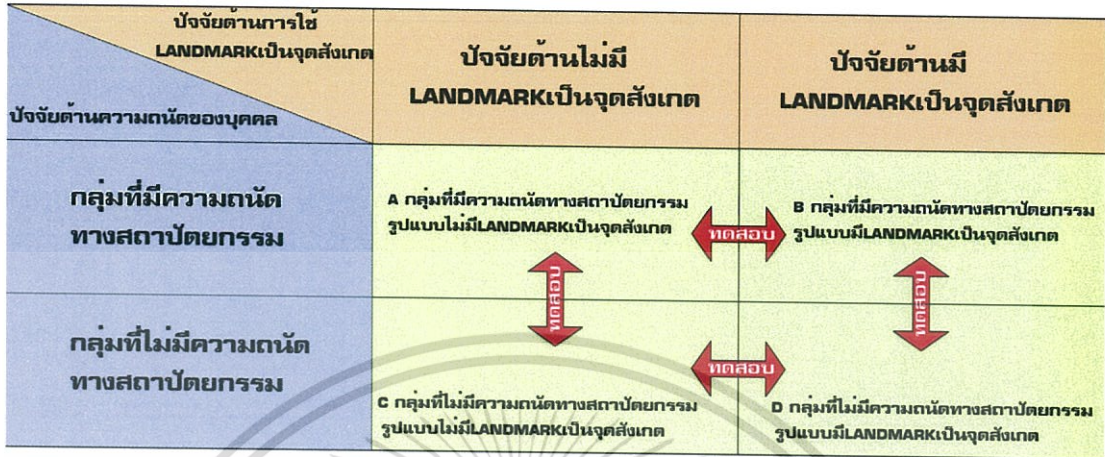 ปัจจัยด้านการใช้
LANDMARKเป็นจุดสังเกต
ปัจจัยด้านความถนัดของบุคคล
ปัจจัยด้านไม่มี
LANDMARKเป็นจุดสังเกต
ปัจจัยด้านมี
LANDMARKเป็นจุดสังเกต
กลุ่มที่มีความถนัด
ทางสถาปัตยกรรม
A กลุ่มที่มีความถนัดทางสถาปัตยกรรม
รูปแบบไม่มีLANDMARKเป็นจุดสังเกต
ทดสอบ
B กลุ่มที่มีความถนัดทางสถาปัตยกรรม
รูปแบบมีLANDMARKเป็นจุดสังเกต
ทดสอบ
ทดสอบ
กลุ่มที่ไม่มีความถนัด
ทางสถาปัตยกรรม
C กลุ่มที่ไม่มีความถนัดทางสถาปัตยกรรม
รูปแบบไม่มีLANDMARKเป็นจุดสังเกต
ทดสอบ
D กลุ่มที่ไม่มีความถนัดทางสถาปัตยกรรม
รูปแบบมีLANDMARKเป็นจุดสังเกต